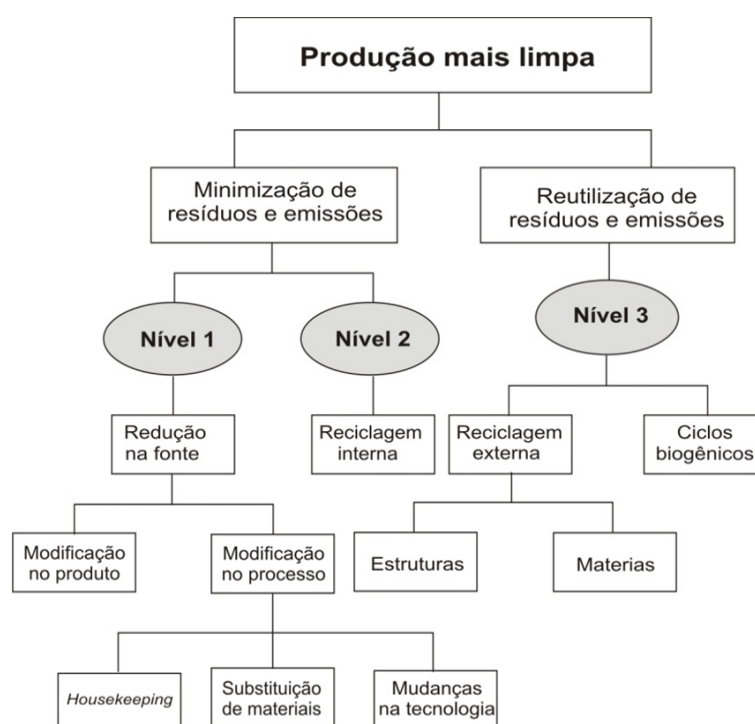 Produção mais limpa
Minimização de
resíduos e emissões
Reutilização de
resíduos e emissões
Nível 1
Nível 2
Nível 3
Redução
na fonte
Reciclagem
interna
Reciclagem
externa
Ciclos
biogênicos
Modificação
no produto
Modificação
no processo
Estruturas
Materias
Housekeeping
Substituição
de materiais
Mudanças
na tecnologia